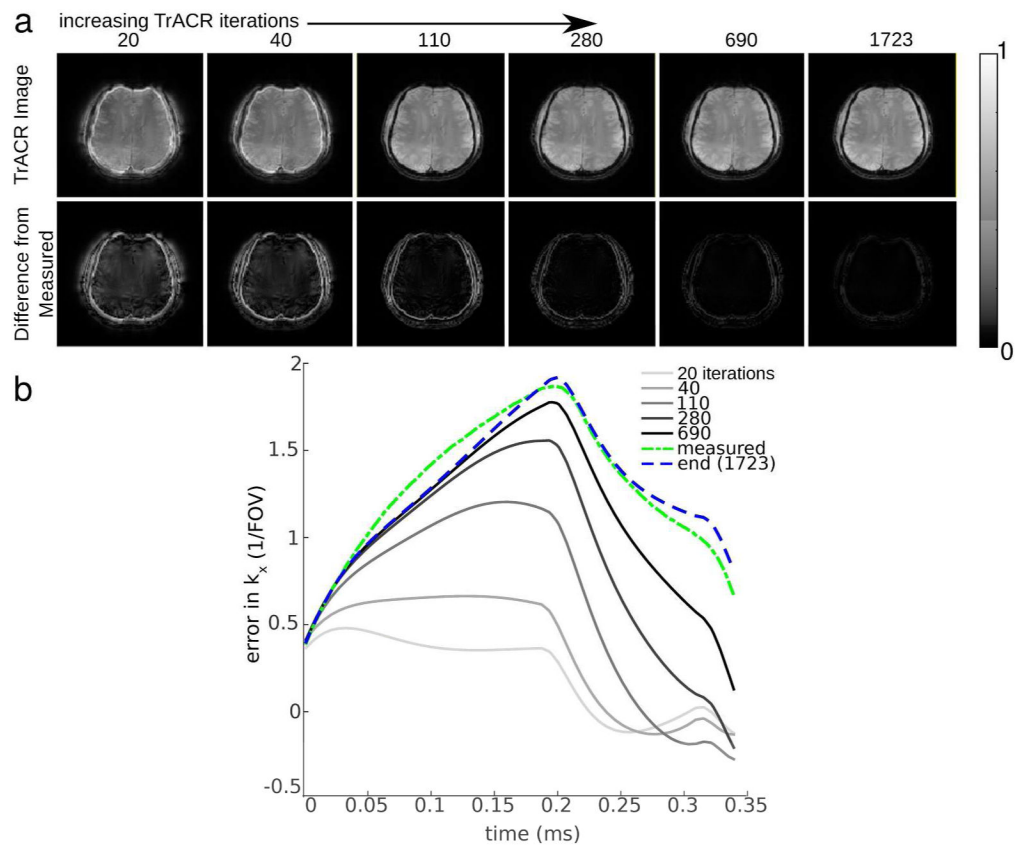 a
increasing TrACR iterations
20 40 110 280 690 1723
TrACR Image
Difference from
Measured
1
0
b
2
1.5
1
0.5
0
-0.5
error in kx (1/FOV)
20 iterations
40
110
280
690
measured
end (1723)
0 0.05 0.1 0.15 0.2 0.25 0.3 0.35
time (ms)